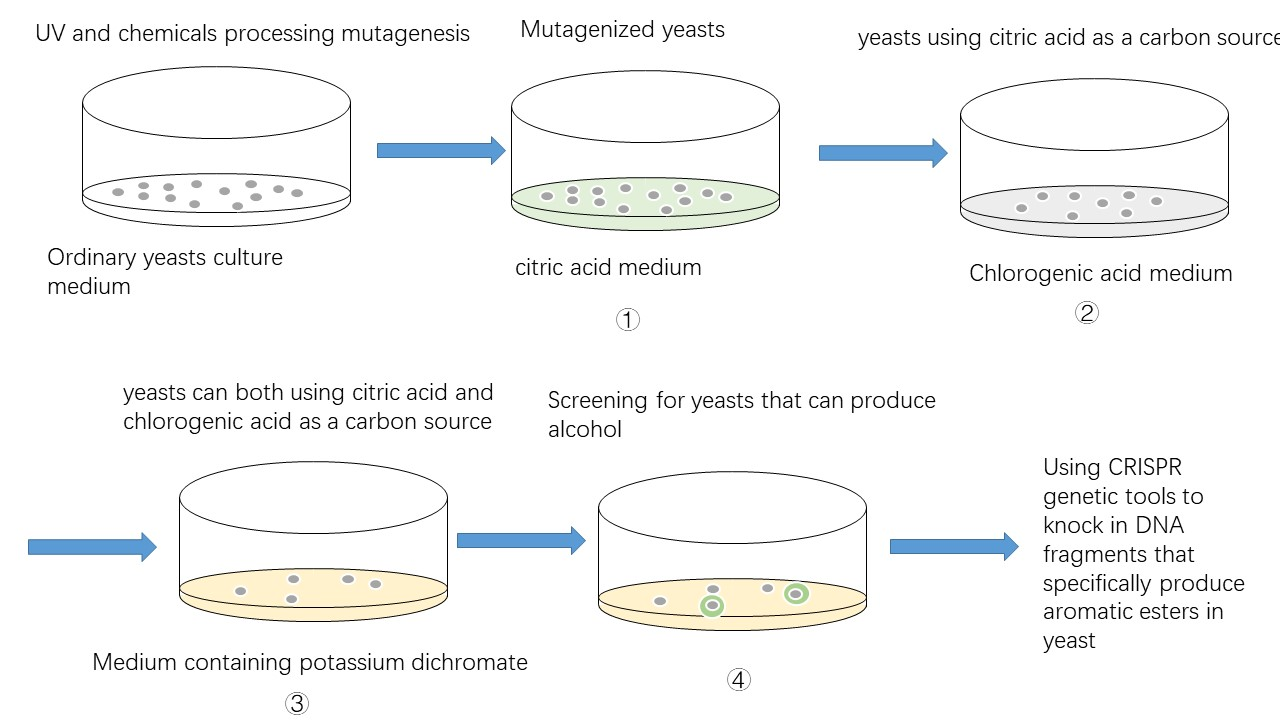 UV and chemicals processing mutagenesis
Mutagenized yeasts
yeasts using citric acid as a carbon source
Ordinary yeasts culture
medium
citric acid medium
①
Chlorogenic acid medium
②
yeasts can both using citric acid and
chlorogenic acid as a carbon source
Medium containing potassium dichromate
③
Screening for yeasts that can produce
alcohol
④
Using CRISPR
genetic tools to
knock in DNA
fragments that
specifically produce
aromatic esters in
yeast